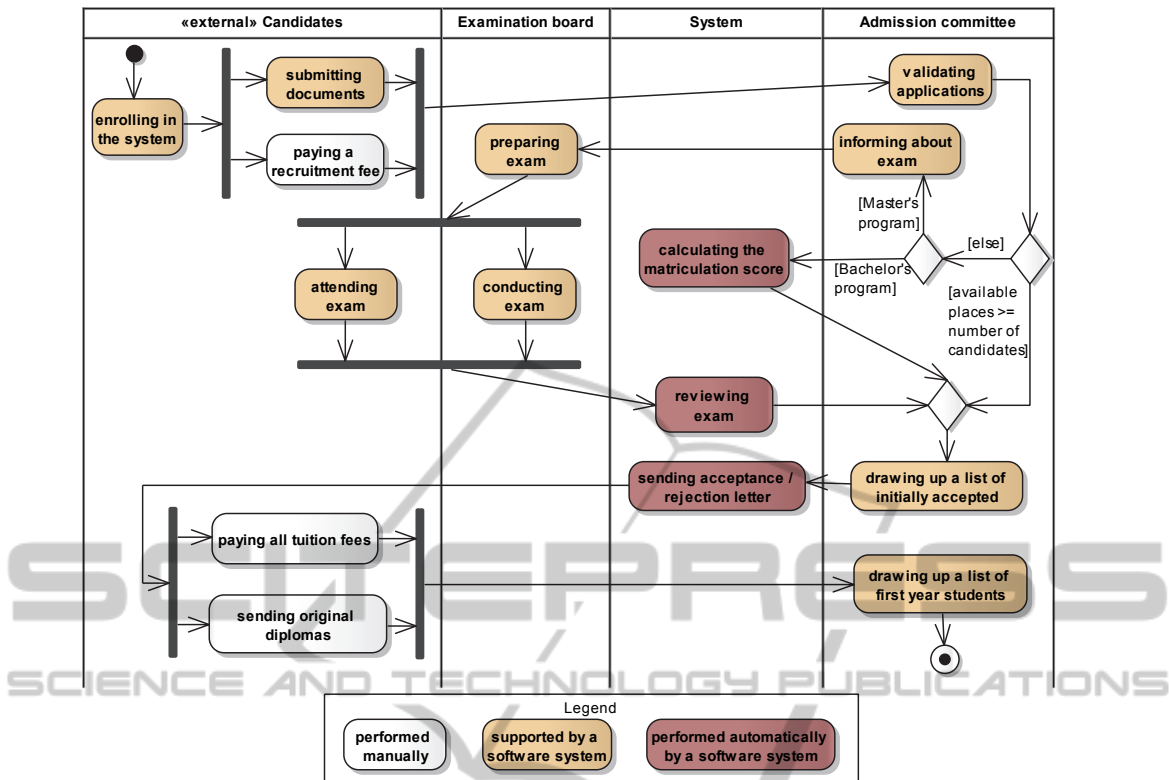 «external» Candidates
Examination board
System
Admission committee
submitting
documents
validating
applications
enrolling in
the system
paying a
recruitment fee
preparing
exam
informing about
exam
[Master's
program]
[else]
calculating the
matriculation score
[Bachelor's
program]
attending
exam
conducting
exam
[available
places >=
number of
candidates]
reviewing
exam
sending acceptance /
rejection letter
drawing up a list of
initially accepted
paying all tuition fees
drawing up a list of
first year students
sending original
diplomas
SCITEPRESS
SCIENCE AND TECHNOLOGY PUBLICATIONS
Legend
performed
manually
supported by a
software system
performed automatically
by a software system